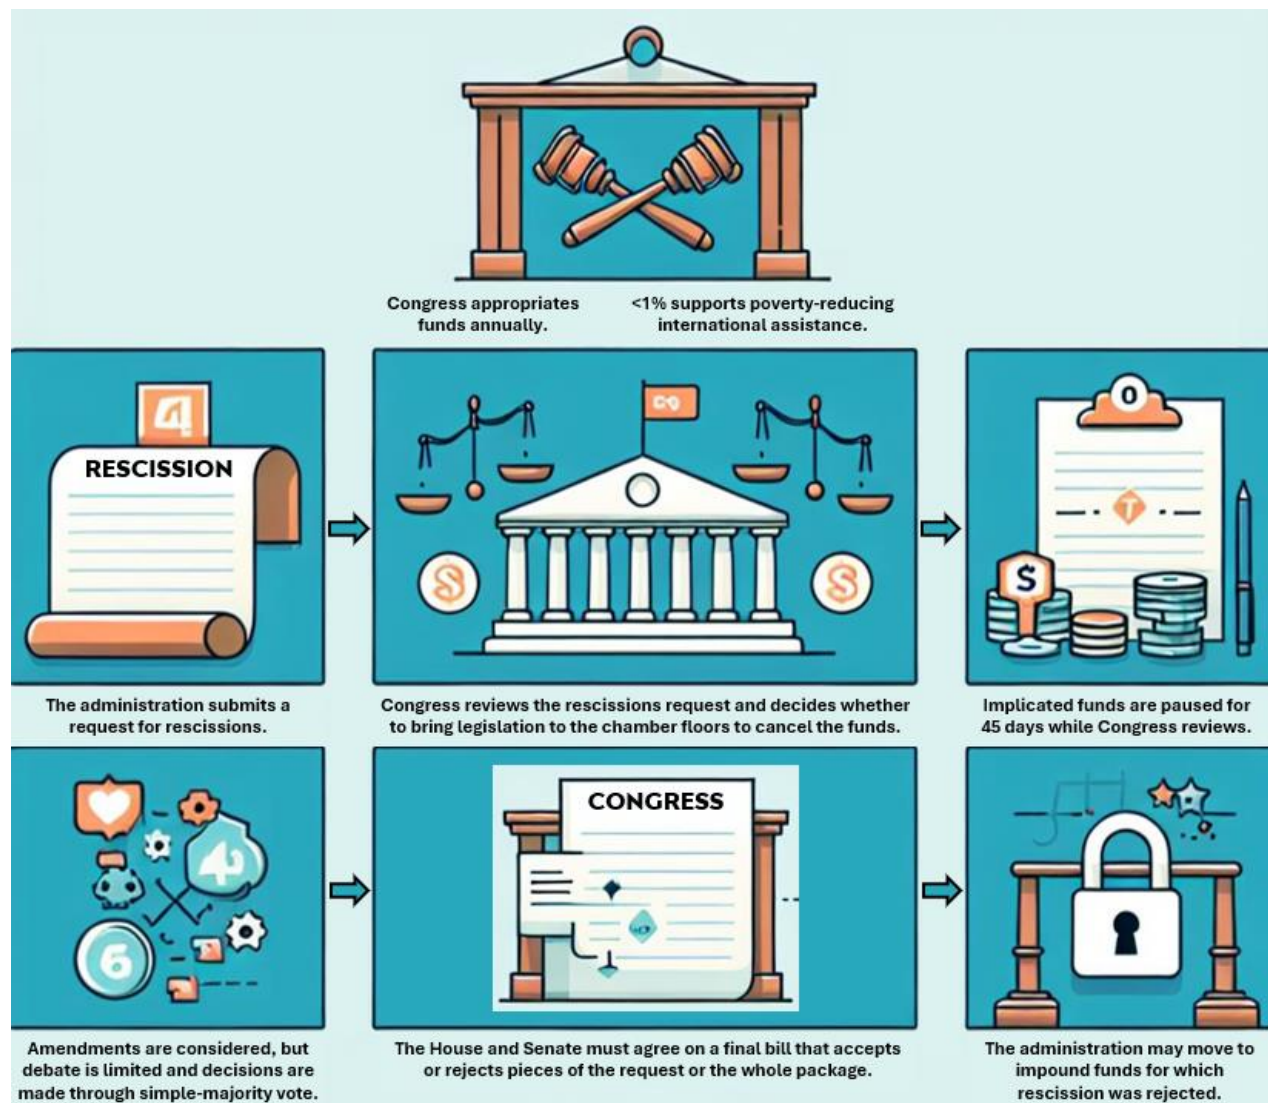 Congress appropriates
funds annually.
<1% supports poverty-reducing
international assistance.
4
RESCISSION
$
$
0
T
$
The administration submits a
request for rescissions.
Congress reviews the rescissions request and decides whether
to bring legislation to the chamber floors to cancel the funds.
Implicated funds are paused for
45 days while Congress reviews.
4
6
CONGRESS
Amendments are considered, but
debate is limited and decisions are
made through simple-majority vote.
The House and Senate must agree on a final bill that accepts
or rejects pieces of the request or the whole package.
The administration may move to
impound funds for which
rescission was rejected.